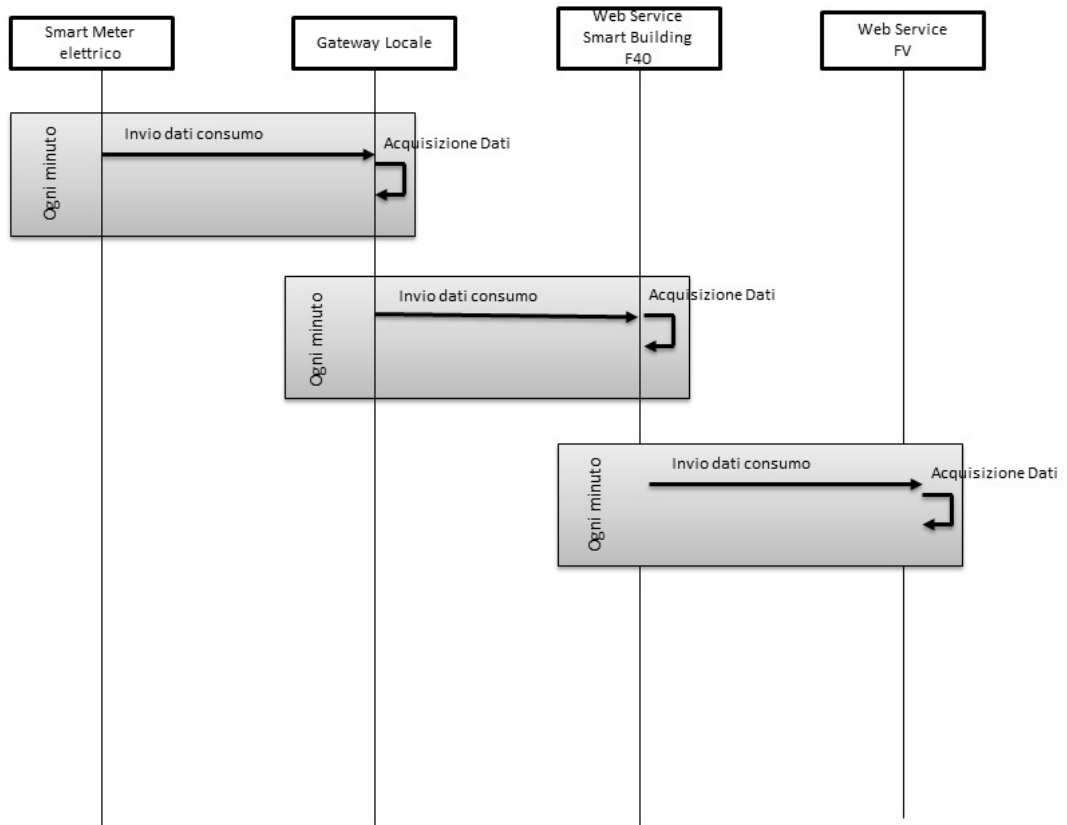 Smart Meter
elettrico
Gateway Locale
Web Service
Smart Building
F40
Web Service
FV
Ogni minuto
Invio dati consumo
Acquisizione Dati
Ogni minuto
Invio dati consumo
Acquisizione Dati
Ogni minuto
Invio dati consumo
Acquisizione Dati